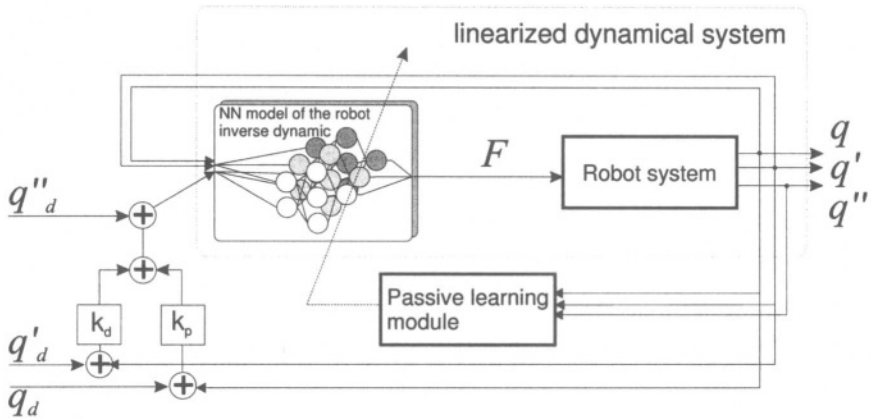 linearized dynamical system
NN model of the robot
inverse dynamic
F
Robot system
q
q'
q''
q''d
+
+
Passive learning
module
kd
kp
q'd
+
qd
+